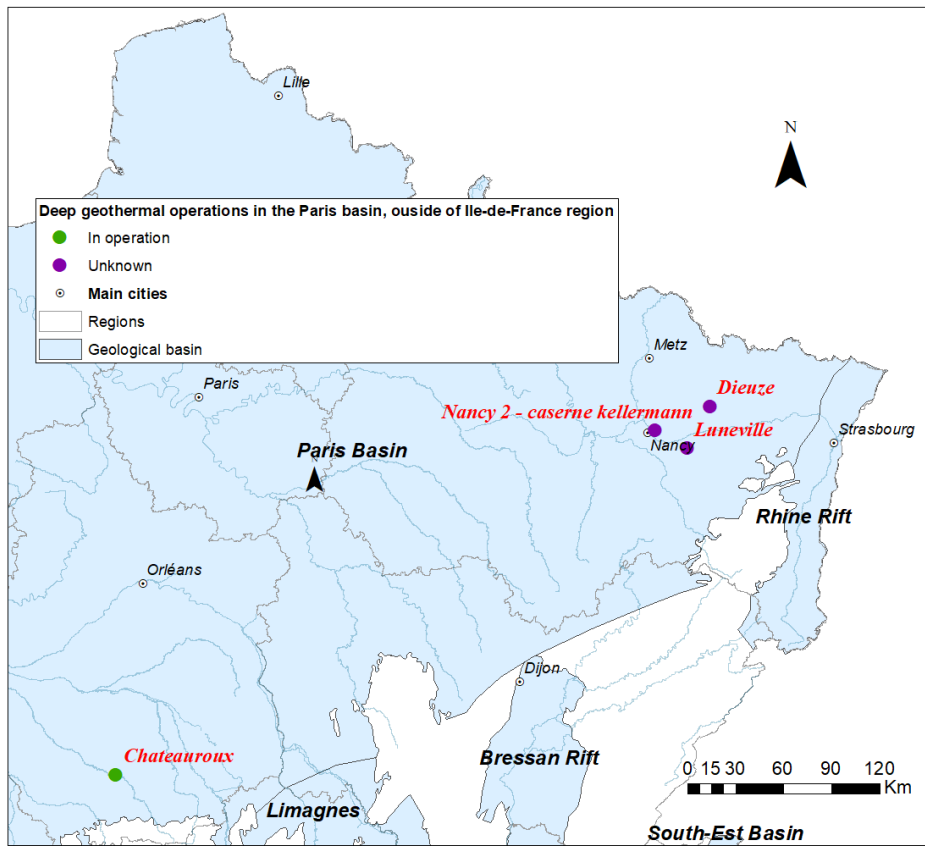 Lille
N
Deep geothermal operations in the Paris basin, ouside of Ile-de-France region
In operation
Unknown
Main cities
Regions
Geological basin
Metz
Paris
Dieuze
Nancy 2 - caserne kellermann
Luneville
Strasbourg
Nancy
Paris Basin
N
Rhine Rift
Orléans
Dijon
Chateauroux
Bressan Rift
0 15 30 60 90 120
Km
Limagnes
South-Est Basin